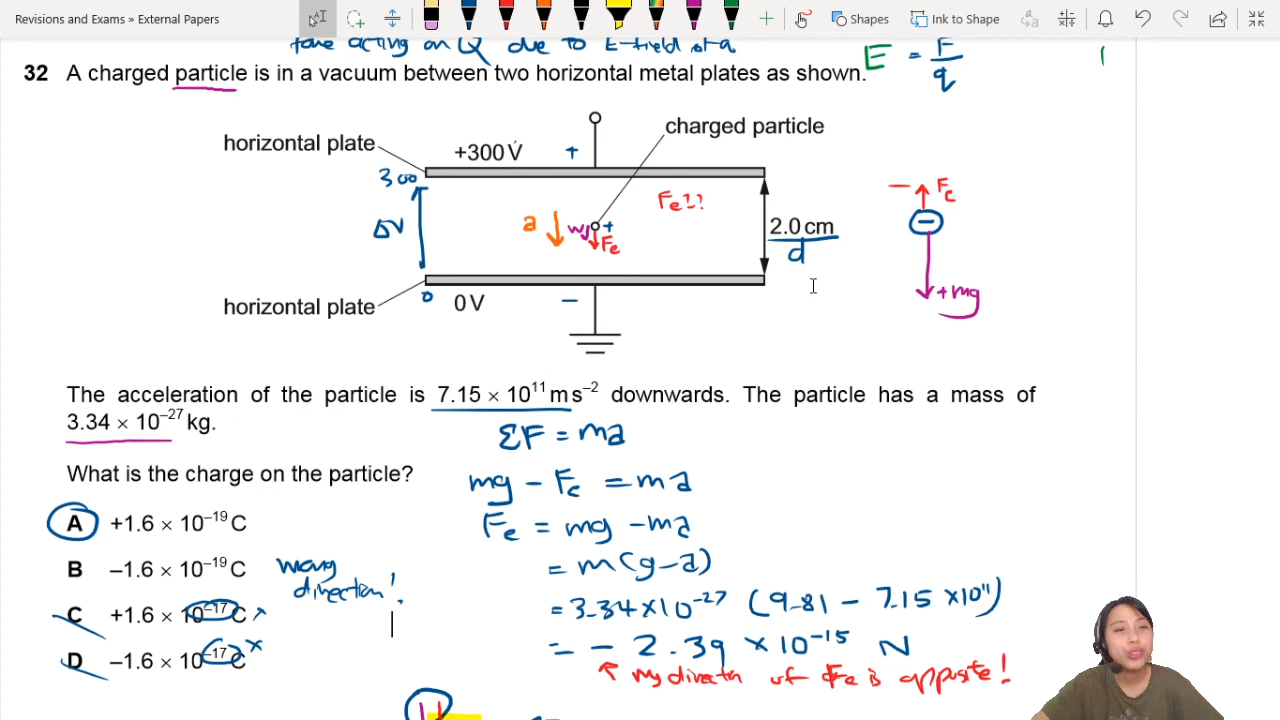 Revisions and Exams » External Papers
Shapes
Ink to Shape
force acting on Q due to E-field of a
E = F/q
32 A charged particle is in a vacuum between two horizontal metal plates as shown.
charged particle
horizontal plate
+300 V +
300
Fe??
– Fe
ΔV
a
W
+
Fe
2.0 cm
d
–
+mg
horizontal plate
0
0 V –
The acceleration of the particle is 7.15 × 10¹¹ m s⁻² downwards. The particle has a mass of
3.34 × 10⁻²⁷ kg.
ΣF = ma
What is the charge on the particle?
mg – Fe = ma
A +1.6 × 10⁻¹⁹ C
Fe = mg – ma
B –1.6 × 10⁻¹⁹ C
wrong direction!
= m(g – a)
C +1.6 × 10⁻¹⁷ C ×
= 3.34 × 10⁻²⁷ (9.81 – 7.15 × 10¹¹)
D –1.6 × 10⁻¹⁷ C ×
= – 2.39 × 10⁻¹⁵ N
my directn of Fe is opposite!